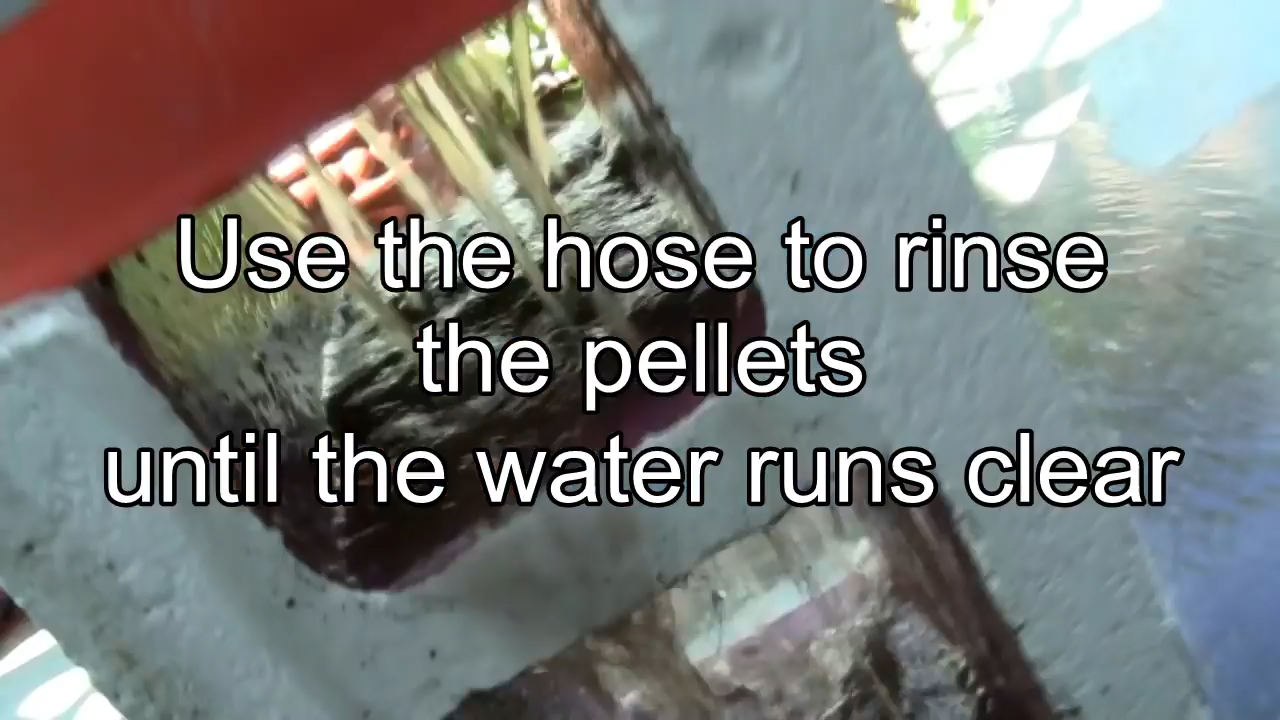 Use the hose to rinse
the pellets
until the water runs clear